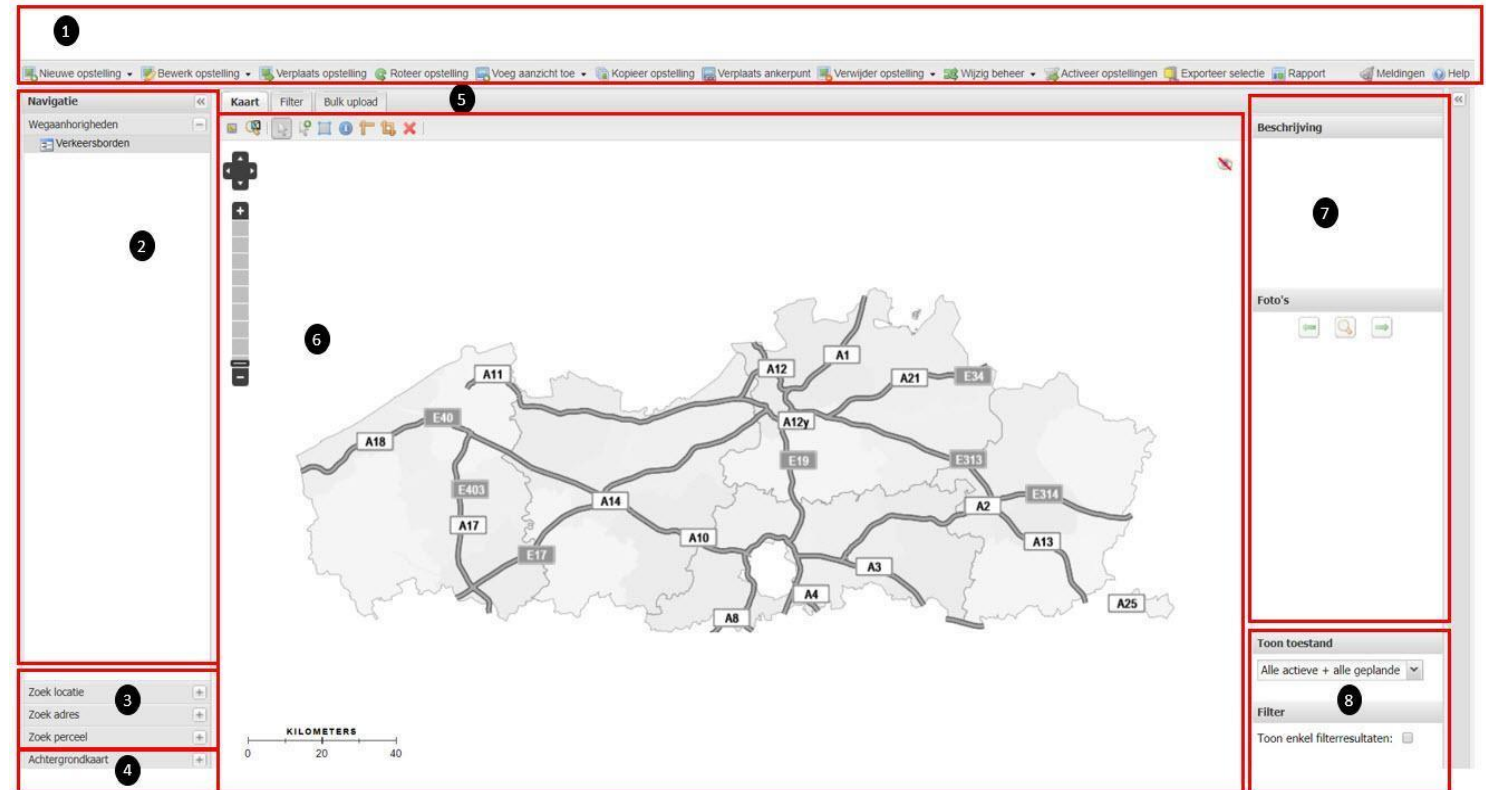 1
Nieuwe opstelling Bewerk opstelling Verplaats opstelling Roteer opstelling Voeg aanzicht toe Kopieer opstelling Verplaats ankerpunt Verwijder opstelling Wijzig beheer Activeer opstellingen Exporteer selectie Rapport Meldingen Help
Navigatie
Wegaanhorigheden
Verkeersborden
2
Zoek locatie
Zoek adres
Zoek perceel
3
Achtergrondkaart
4
Kaart Filter Bulk upload
5
6
A1
A12
A11
A21 E34
E40
A12y
A18
E19 E313
E403
E314
A14
A2
A17
A10
A13
E17
A3
A4
A25
A8
KILOMETERS
0 20 40
Beschrijving
7
Foto's
Toon toestand
Alle actieve + alle geplande
8
Filter
Toon enkel filterresultaten: